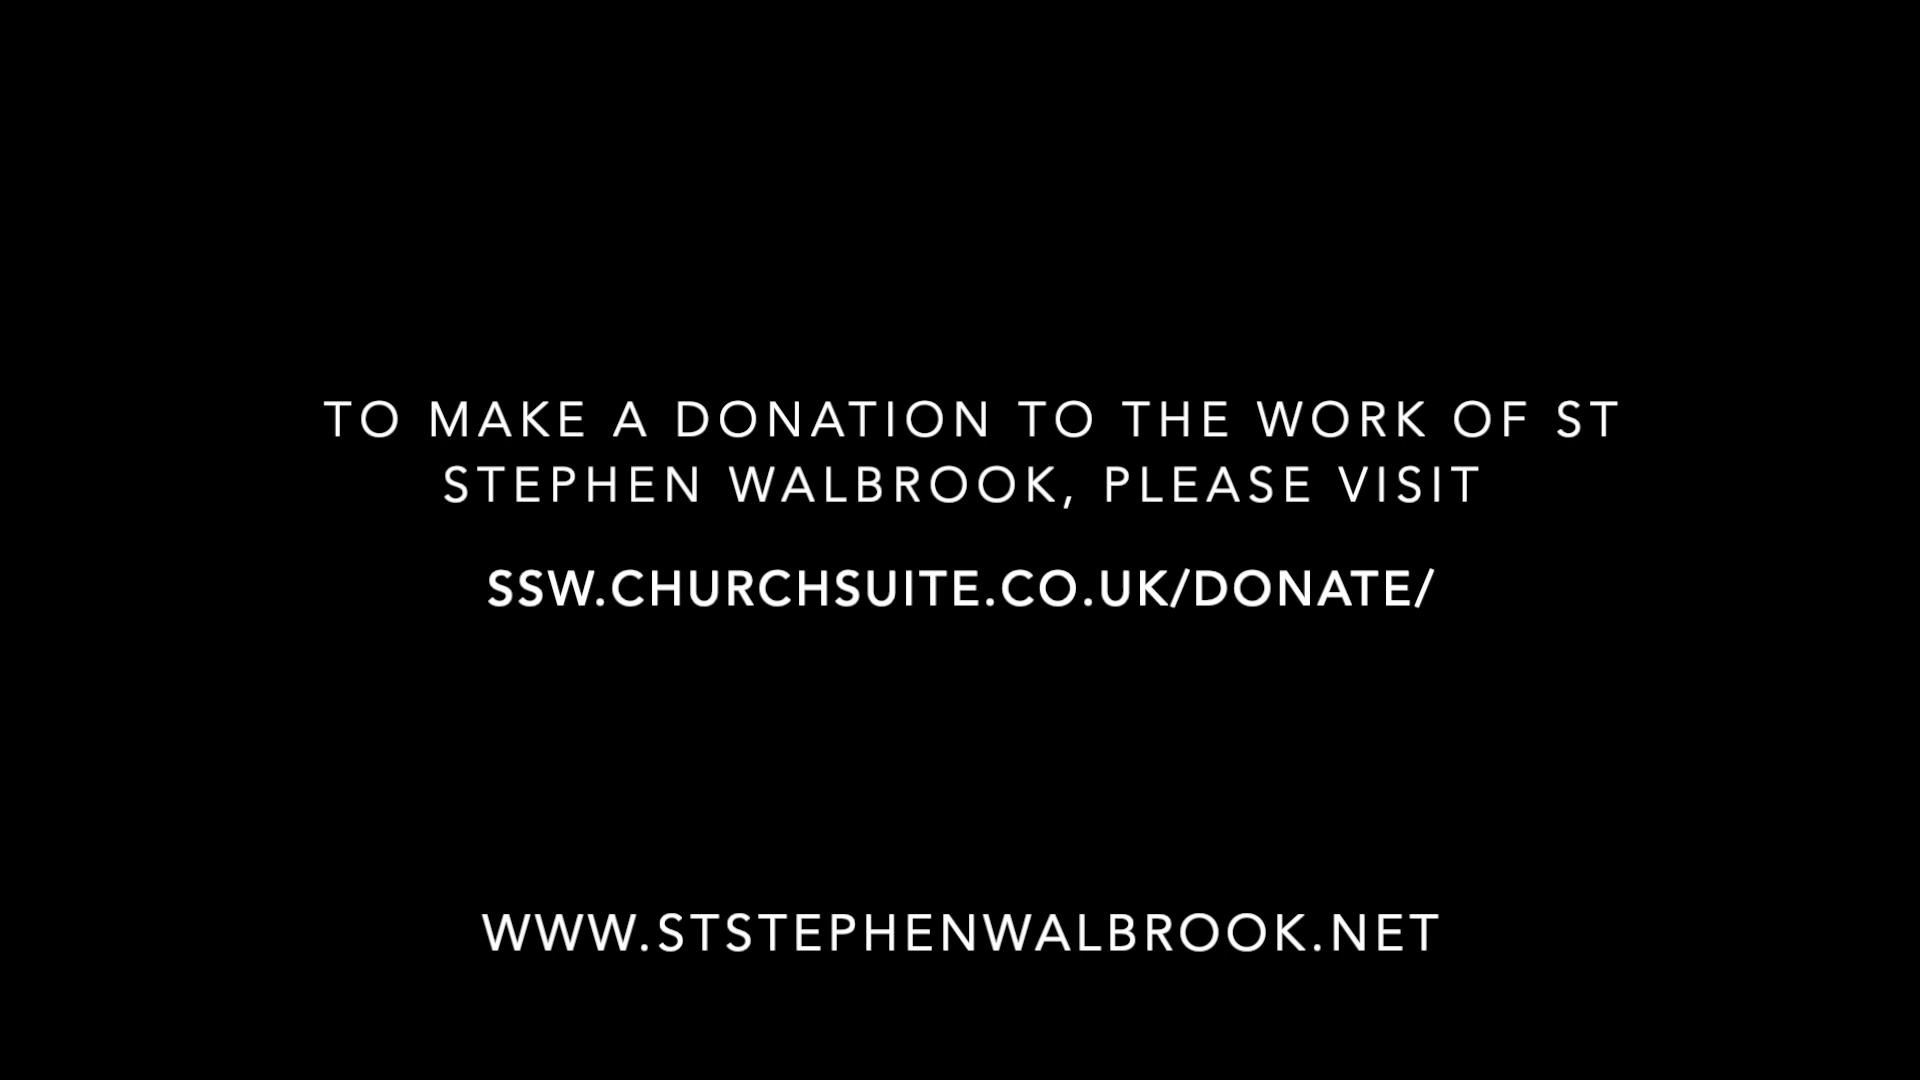 TO MAKE A DONATION TO THE WORK OF ST
STEPHEN WALBROOK, PLEASE VISIT
SSW.CHURCHSUITE.CO.UK/DONATE/
WWW.STSTEPHENWALBROOK.NET